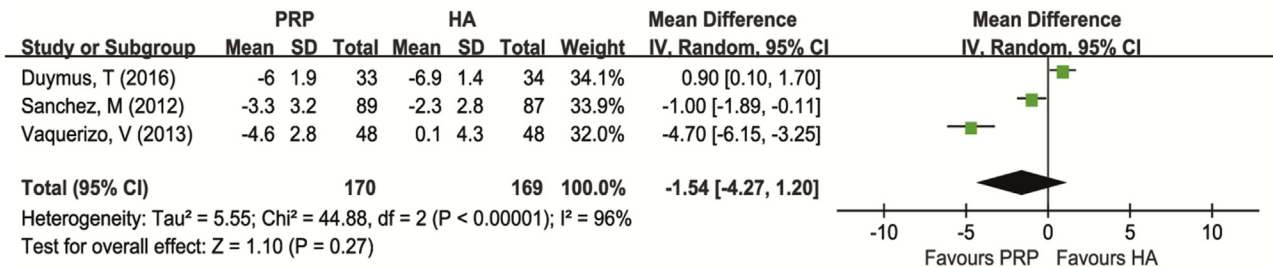 PRP HA Mean Difference Mean Difference
Study or Subgroup Mean SD Total Mean SD Total Weight IV, Random, 95% CI IV, Random, 95% CI
Duymus, T (2016) -6 1.9 33 -6.9 1.4 34 34.1% 0.90 [0.10, 1.70]
Sanchez, M (2012) -3.3 3.2 89 -2.3 2.8 87 33.9% -1.00 [-1.89, -0.11]
Vaquerizo, V (2013) -4.6 2.8 48 0.1 4.3 48 32.0% -4.70 [-6.15, -3.25]
Total (95% CI) 170 169 100.0% -1.54 [-4.27, 1.20]
Heterogeneity: Tau² = 5.55; Chi² = 44.88, df = 2 (P < 0.00001); I² = 96%
Test for overall effect: Z = 1.10 (P = 0.27)
-10 -5 0 5 10
Favours PRP Favours HA